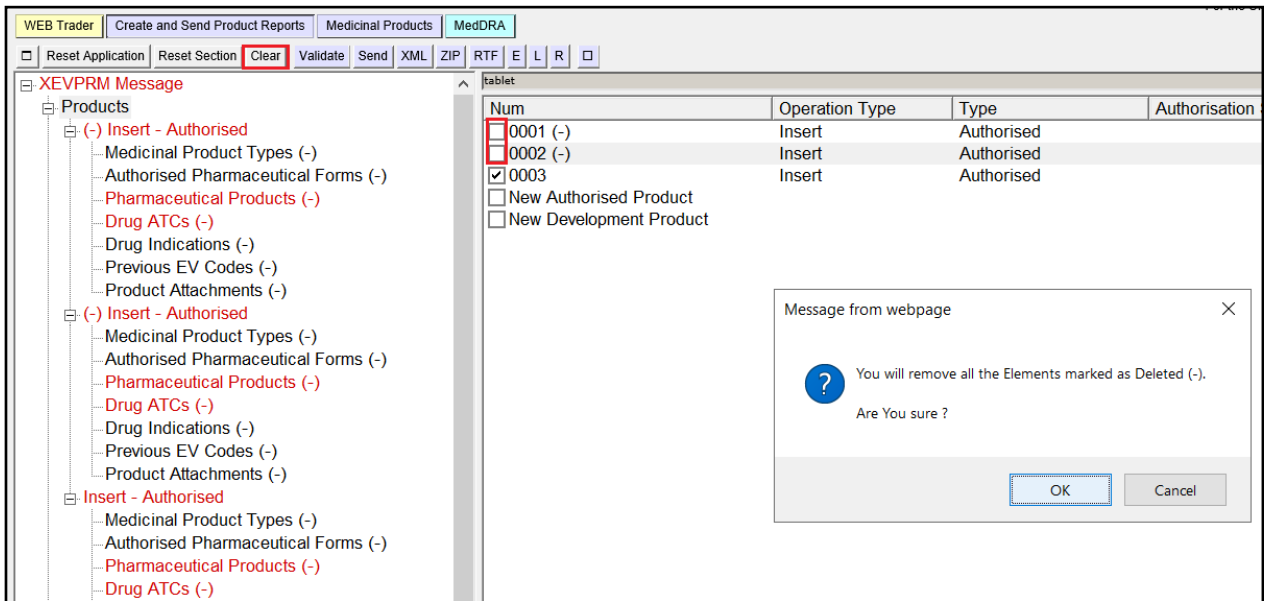 WEB Trader Create and Send Product Reports Medicinal Products MedDRA
Reset Application Reset Section Clear Validate Send XML ZIP RTF E L R
XEVPRM Message
Products
(-) Insert - Authorised
Medicinal Product Types (-)
Authorised Pharmaceutical Forms (-)
Pharmaceutical Products (-)
Drug ATCs (-)
Drug Indications (-)
Previous EV Codes (-)
Product Attachments (-)
(-) Insert - Authorised
Medicinal Product Types (-)
Authorised Pharmaceutical Forms (-)
Pharmaceutical Products (-)
Drug ATCs (-)
Drug Indications (-)
Previous EV Codes (-)
Product Attachments (-)
Insert - Authorised
Medicinal Product Types (-)
Authorised Pharmaceutical Forms (-)
Pharmaceutical Products (-)
Drug ATCs (-)
tablet
Num Operation Type Type Authorisation
0001 (-) Insert Authorised
0002 (-) Insert Authorised
0003 Insert Authorised
New Authorised Product
New Development Product
Message from webpage
You will remove all the Elements marked as Deleted (-).
Are You sure ?
OK Cancel